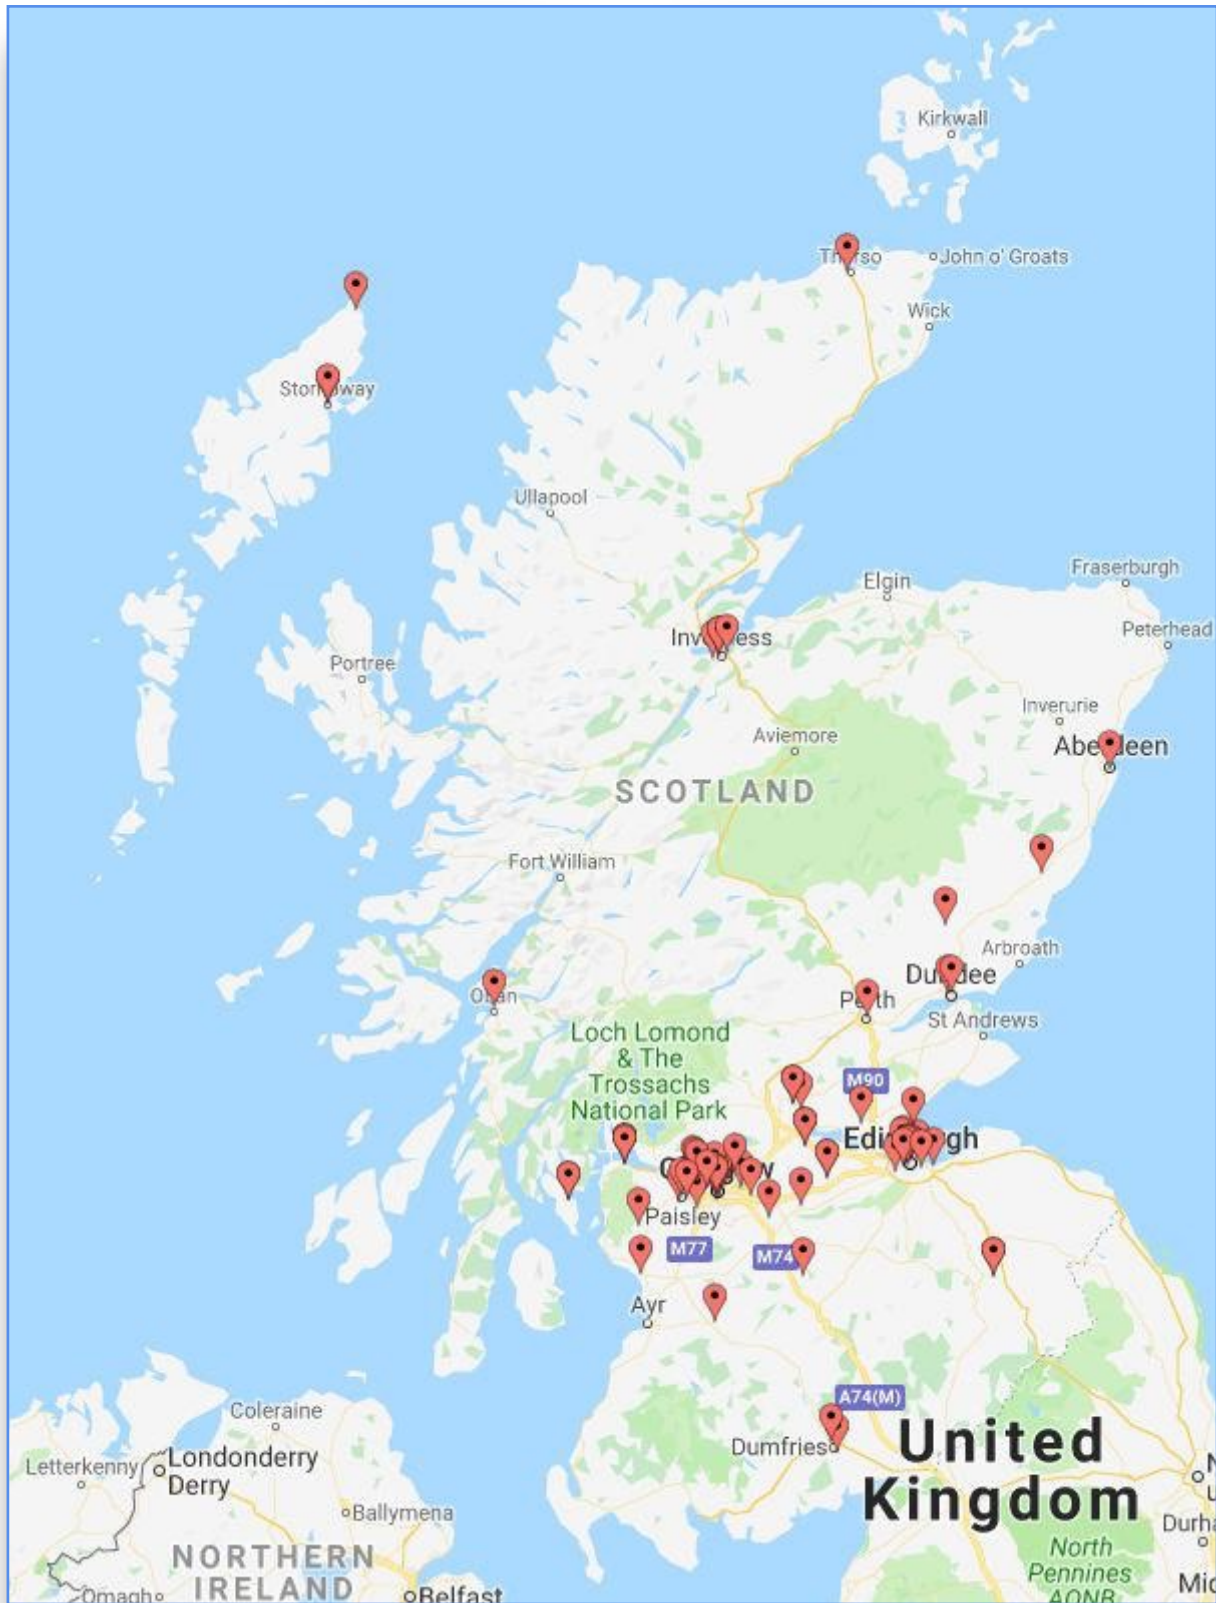 Kirkwall
John o' Groats
Wick
Ullapool
Elgin
Fraserburgh
Peterhead
Portree
Inverurie
Aviemore
SCOTLAND
Fort William
Arbroath
St Andrews
Loch Lomond
& The
Trossachs
National Park
M90
Paisley
M77
M74
Ayr
A74(M)
Dumfries
United
Kingdom
Coleraine
Londonderry
Derry
Letterkenny
Ballymena
NORTHERN
IRELAND
Omagh
Belfast
North
Pennines
AONB